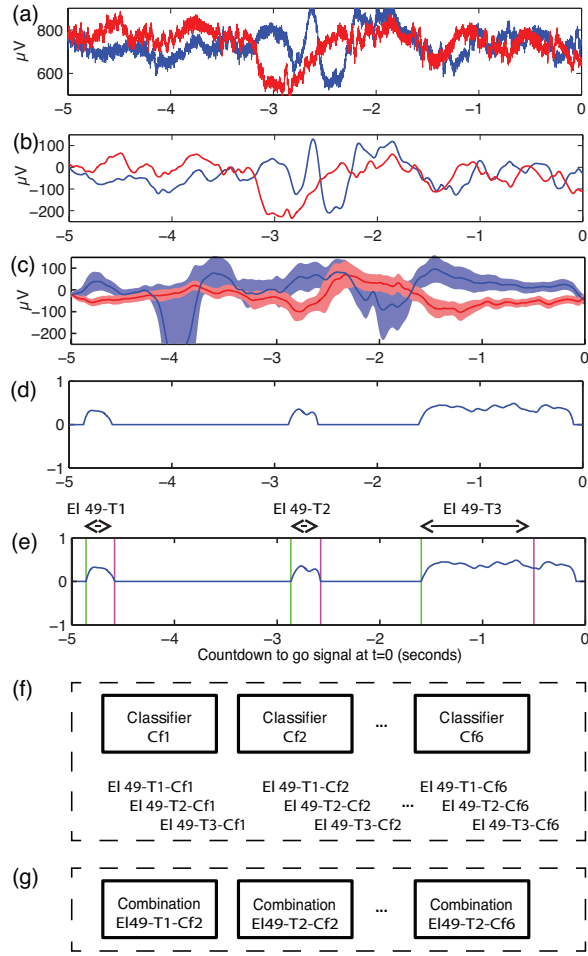 (a)
800
600
µV
−5 −4 −3 −2 −1 0
(b)
100
0
−100
−200
µV
−5 −4 −3 −2 −1 0
(c)
100
0
−100
−200
µV
−5 −4 −3 −2 −1 0
(d)
1
0
−1
−5 −4 −3 −2 −1 0
El 49-T1 El 49-T2 El 49-T3
(e)
1
0
−1
−5 −4 −3 −2 −1 0
Countdown to go signal at t=0 (seconds)
(f)
Classifier Classifier Classifier
Cf1 Cf2 ... Cf6
El 49-T1-Cf1 El 49-T1-Cf2 El 49-T1-Cf6
El 49-T2-Cf1 El 49-T2-Cf2 ... El 49-T2-Cf6
El 49-T3-Cf1 El 49-T3-Cf2 El 49-T3-Cf6
(g)
Combination Combination ... Combination
El49-T1-Cf2 El49-T2-Cf2 El49-T2-Cf6